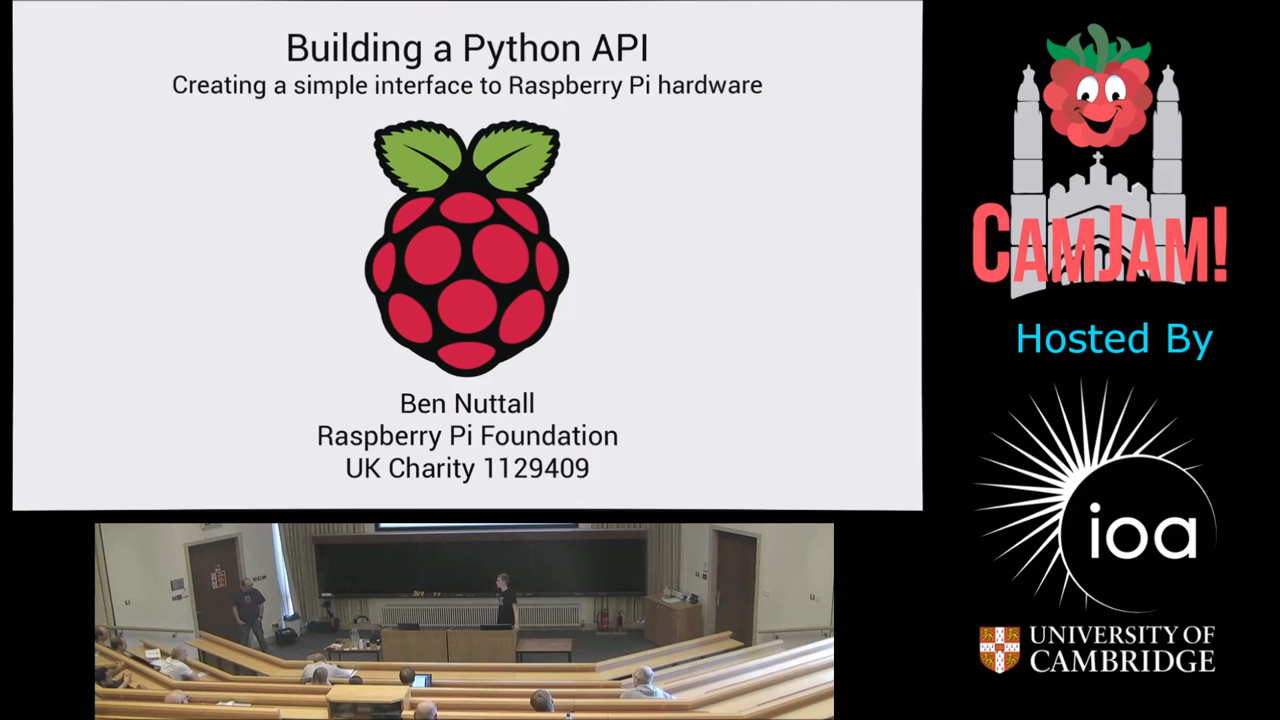 Building a Python API
Creating a simple interface to Raspberry Pi hardware
Ben Nuttall
Raspberry Pi Foundation
UK Charity 1129409
CAMJAM!
Hosted By
ioa
UNIVERSITY OF
CAMBRIDGE